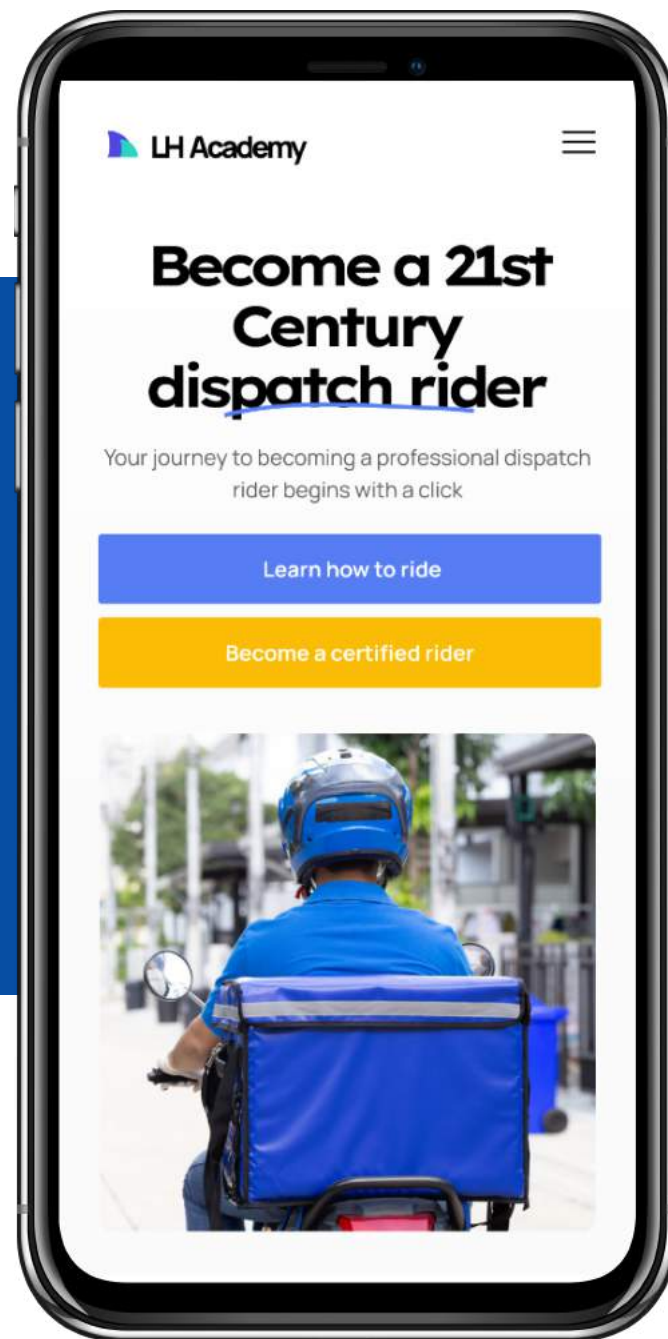 LH Academy
Become a 21st
Century
dispatch rider
Your journey to becoming a professional dispatch
rider begins with a click
Learn how to ride
Become a certified rider